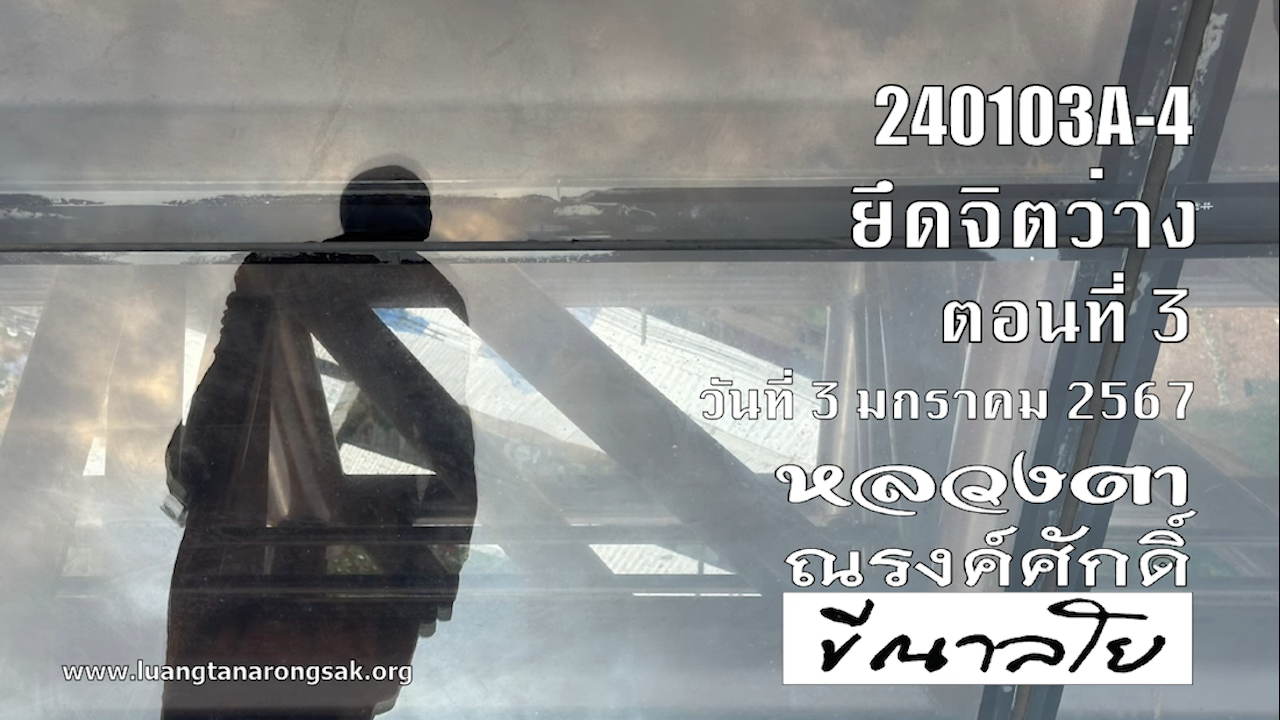 240103A-4
ยึดจิตว่าง
ตอนที่ 3
วันที่ 3 มกราคม 2567
หลวงตา
ณรงค์ศักดิ์
ขีณาลโย
www.luangtanarongsak.org